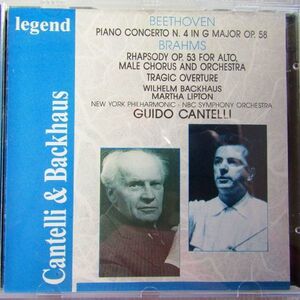 legend
BEETHOVEN
PIANO CONCERTO N. 4 IN G MAJOR OP. 58
BRAHMS
RHAPSODY OP. 53 FOR ALTO,
MALE CHORUS AND ORCHESTRA
TRAGIC OVERTURE
WILHELM BACKHAUS
MARTHA LIPTON
NEW YORK PHILHARMONIC - NBC SYMPHONY ORCHESTRA
GUIDO CANTELLI
Cantelli & Backhaus